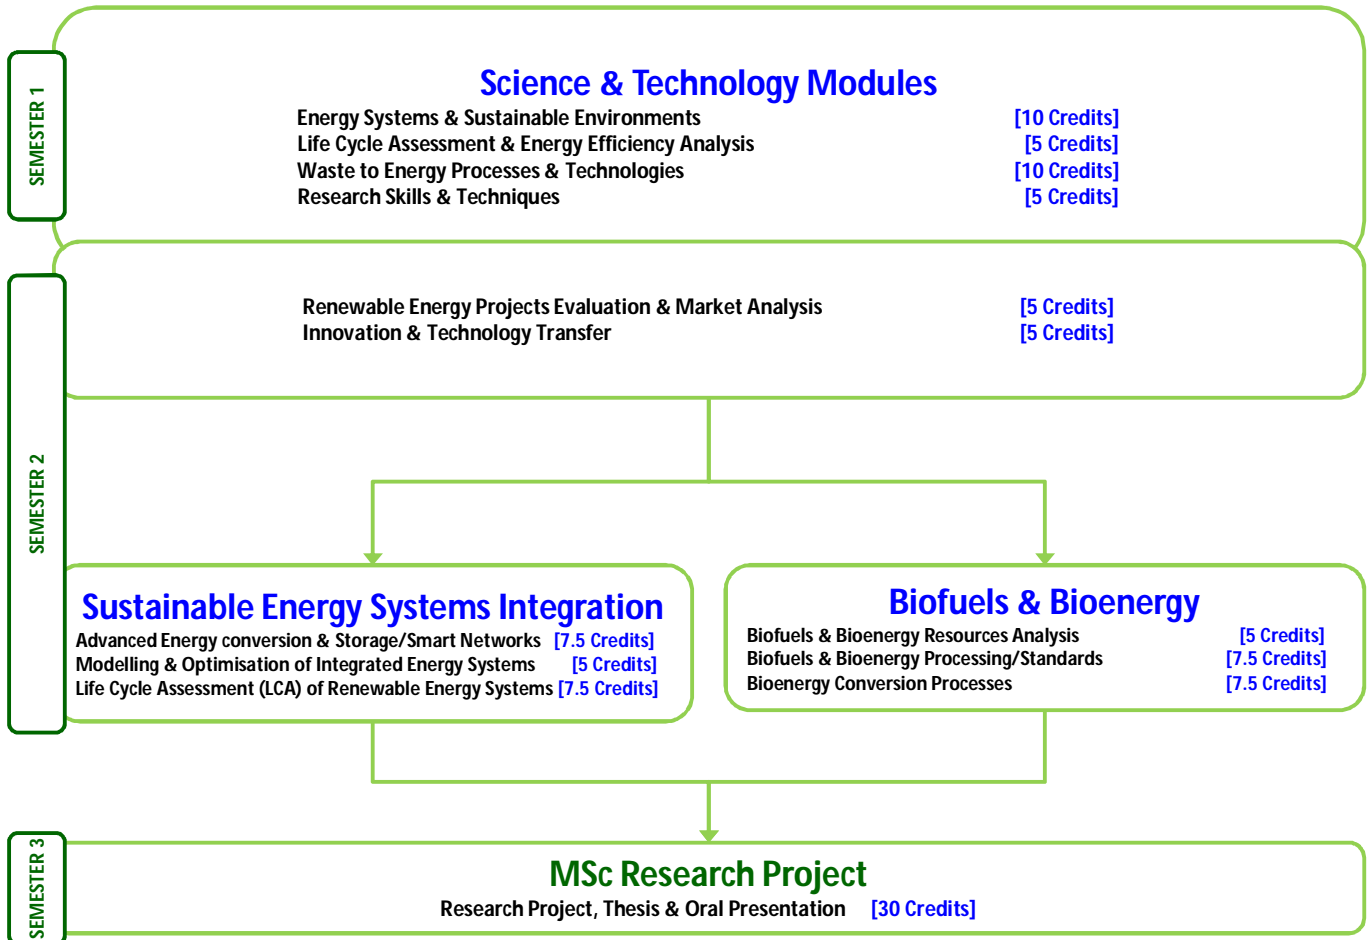 SEMESTER 1
Science & Technology Modules
Energy Systems & Sustainable Environments [10 Credits]
Life Cycle Assessment & Energy Efficiency Analysis [5 Credits]
Waste to Energy Processes & Technologies [10 Credits]
Research Skills & Techniques [5 Credits]
SEMESTER 2
Renewable Energy Projects Evaluation & Market Analysis [5 Credits]
Innovation & Technology Transfer [5 Credits]
Sustainable Energy Systems Integration
Advanced Energy conversion & Storage/Smart Networks [7.5 Credits]
Modelling & Optimisation of Integrated Energy Systems [5 Credits]
Life Cycle Assessment (LCA) of Renewable Energy Systems [7.5 Credits]
Biofuels & Bioenergy
Biofuels & Bioenergy Resources Analysis [5 Credits]
Biofuels & Bioenergy Processing/Standards [7.5 Credits]
Bioenergy Conversion Processes [7.5 Credits]
SEMESTER 3
MSc Research Project
Research Project, Thesis & Oral Presentation [30 Credits]